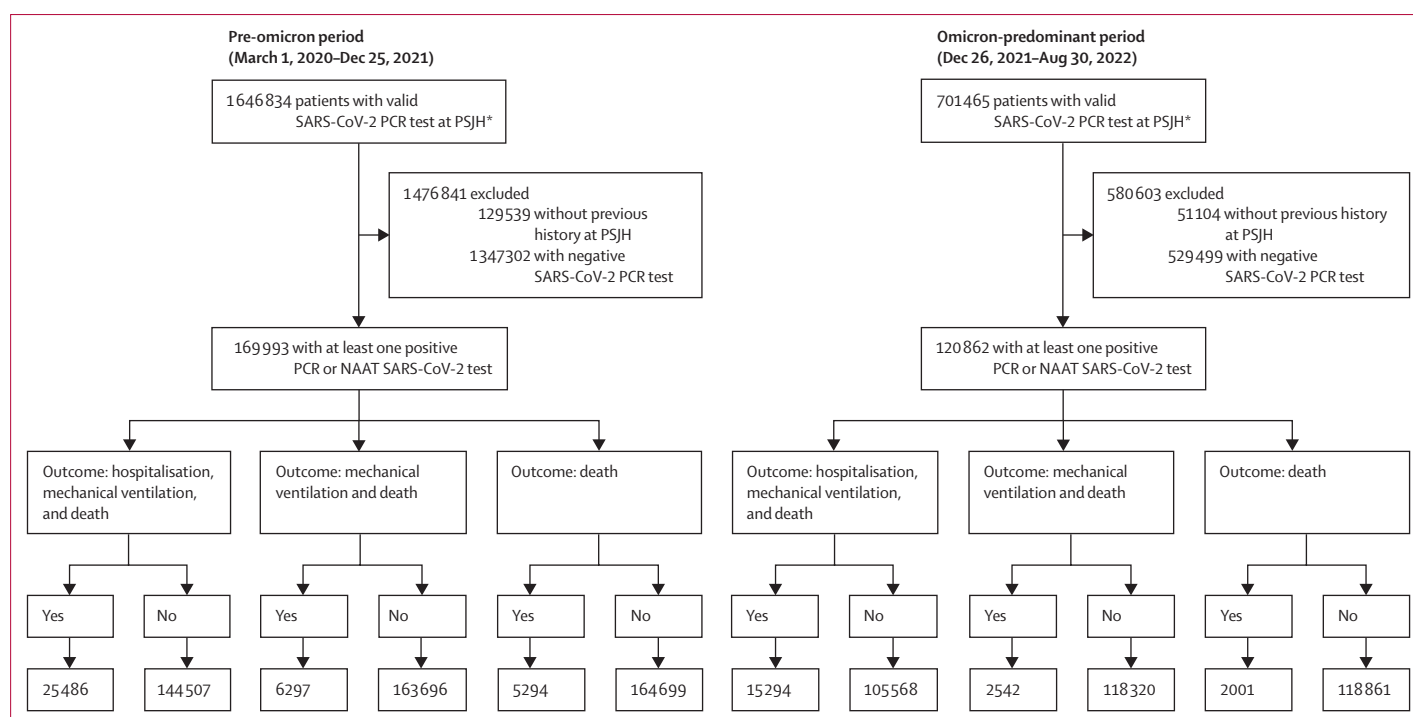 Pre-omicron period
(March 1, 2020–Dec 25, 2021)
1646834 patients with valid
SARS-CoV-2 PCR test at PSJH*
1476841 excluded
129539 without previous
history at PSJH
1347302 with negative
SARS-CoV-2 PCR test
169993 with at least one positive
PCR or NAAT SARS-CoV-2 test
Outcome: hospitalisation,
mechanical ventilation,
and death
Outcome: mechanical
ventilation and death
Outcome: death
Yes
No
Yes
No
Yes
No
25486
144507
6297
163696
5294
164699
Omicron-predominant period
(Dec 26, 2021–Aug 30, 2022)
701465 patients with valid
SARS-CoV-2 PCR test at PSJH*
580603 excluded
51104 without previous history
at PSJH
529499 with negative
SARS-CoV-2 PCR test
120862 with at least one positive
PCR or NAAT SARS-CoV-2 test
Outcome: hospitalisation,
mechanical ventilation,
and death
Outcome: mechanical
ventilation and death
Outcome: death
Yes
No
Yes
No
Yes
No
15294
105568
2542
118320
2001
118861